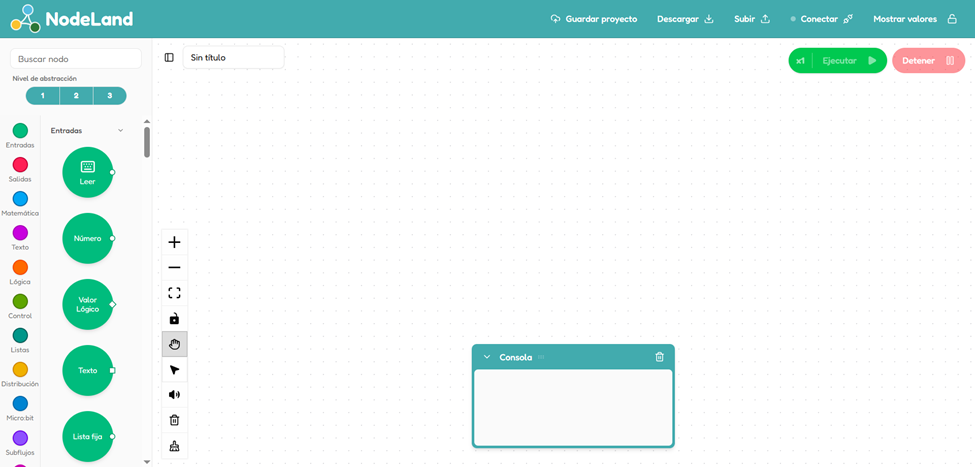 NodeLand
Guardar proyecto
Descargar
Subir
Conectar
Mostrar valores
Buscar nodo
Nivel de abstracción
1 2 3
Sin título
x1 Ejecutar
Detener
Entradas
Salidas
Matemática
Texto
Lógica
Control
Listas
Distribución
Micro:bit
Subflujos
Entradas
Leer
Número
Valor
Lógico
Texto
Lista fija
Consola